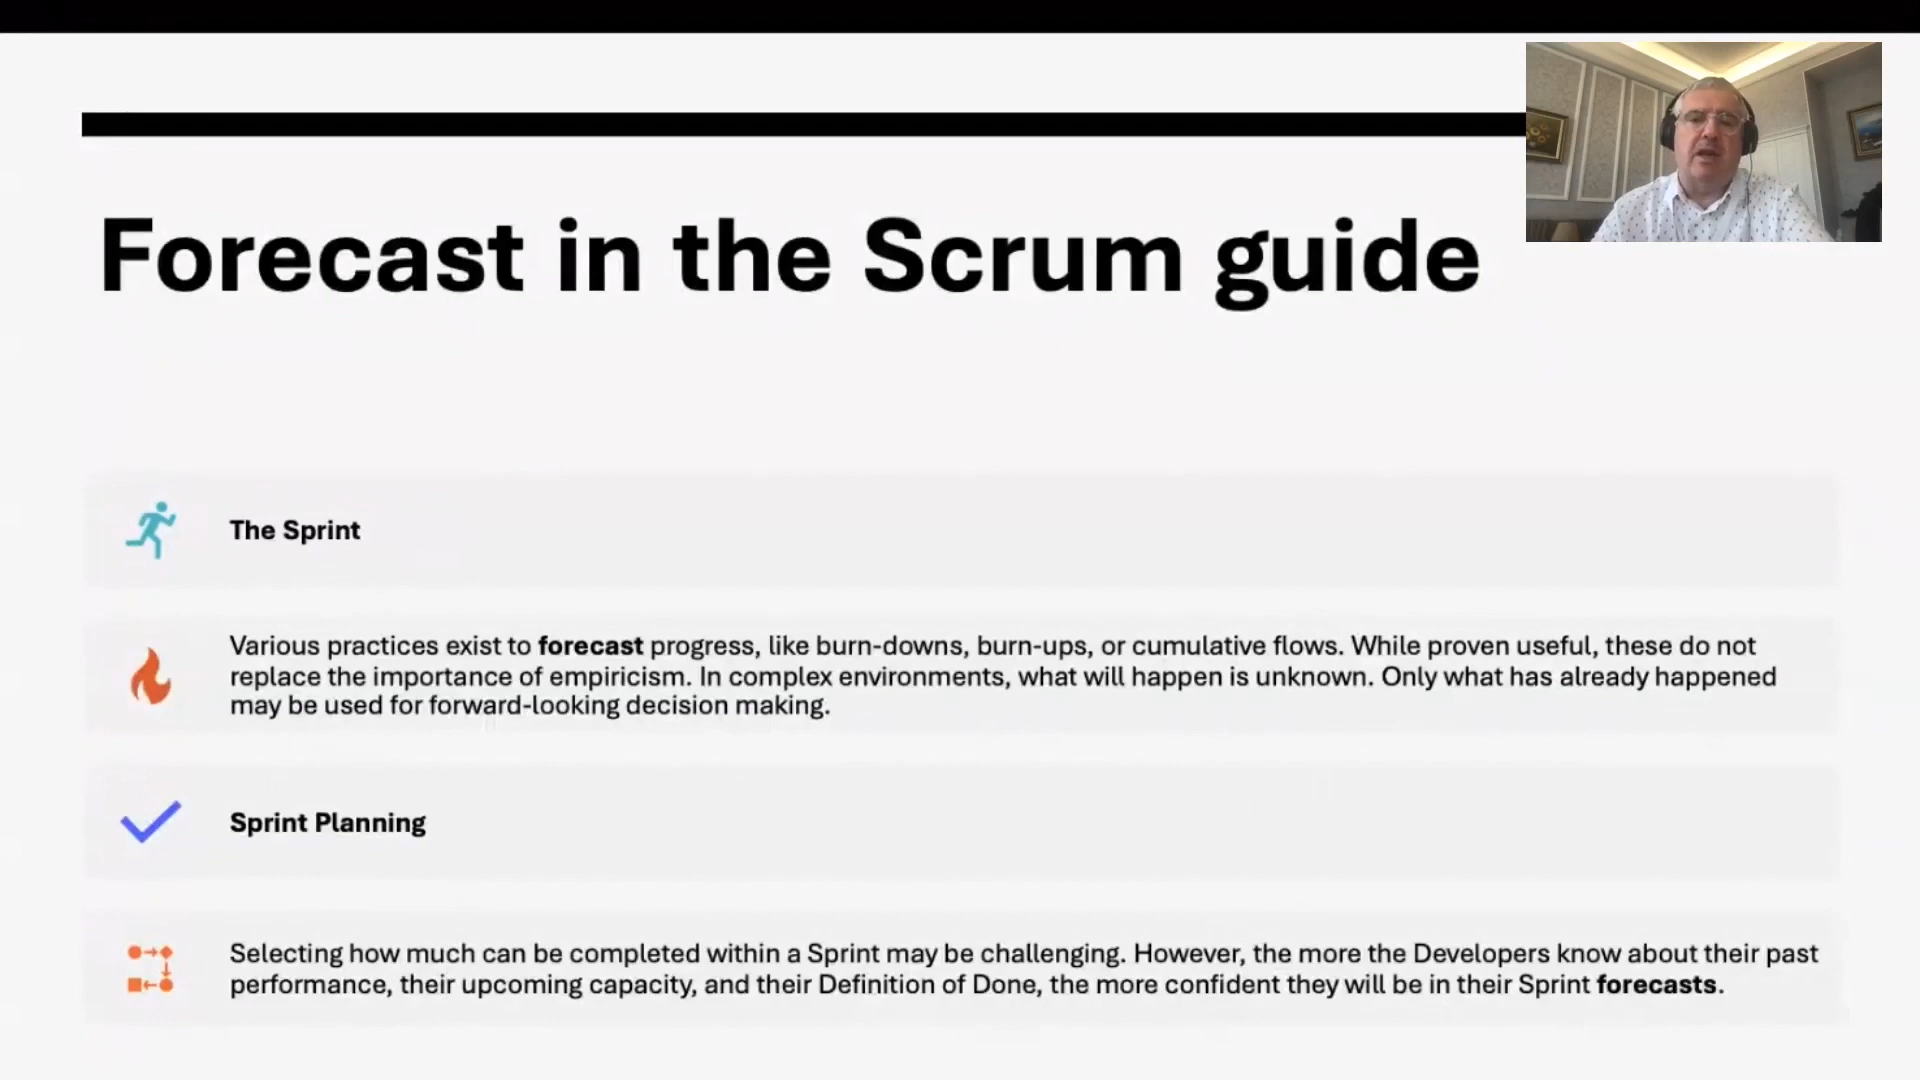 Forecast in the Scrum guide
The Sprint
Various practices exist to forecast progress, like burn-downs, burn-ups, or cumulative flows. While proven useful, these do not
replace the importance of empiricism. In complex environments, what will happen is unknown. Only what has already happened
may be used for forward-looking decision making.
Sprint Planning
Selecting how much can be completed within a Sprint may be challenging. However, the more the Developers know about their past
performance, their upcoming capacity, and their Definition of Done, the more confident they will be in their Sprint forecasts.